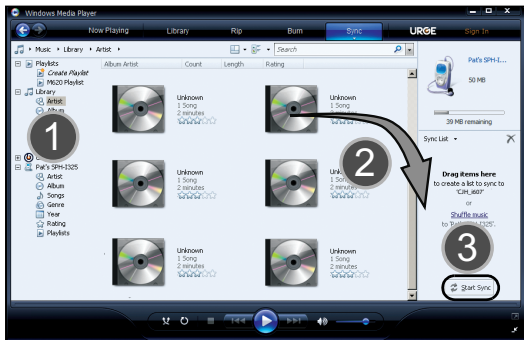 Windows Media Player
Now Playing Library Rip Burn Sync URGE Sign In
Music Library Artist Search
Playlists
Create Playlist
M620 Playlist
Library
Artist
Album
Pat's SPH-I325
Artist
Album
Songs
Genre
Year
Rating
Playlists
Album Artist Count Length Rating
Unknown
1 Song
2 minutes
Unknown
1 Song
2 minutes
Unknown
1 Song
2 minutes
1 Song
2 minutes
Unknown
1 Song
2 minutes
Unknown
1 Song
2 minutes
1
2
3
Pat's SPH-I...
50 MB
39 MB remaining
Sync List
Drag items here
to create a list to sync to
'CJH_i607'
or
Shuffle music
to
Start Sync